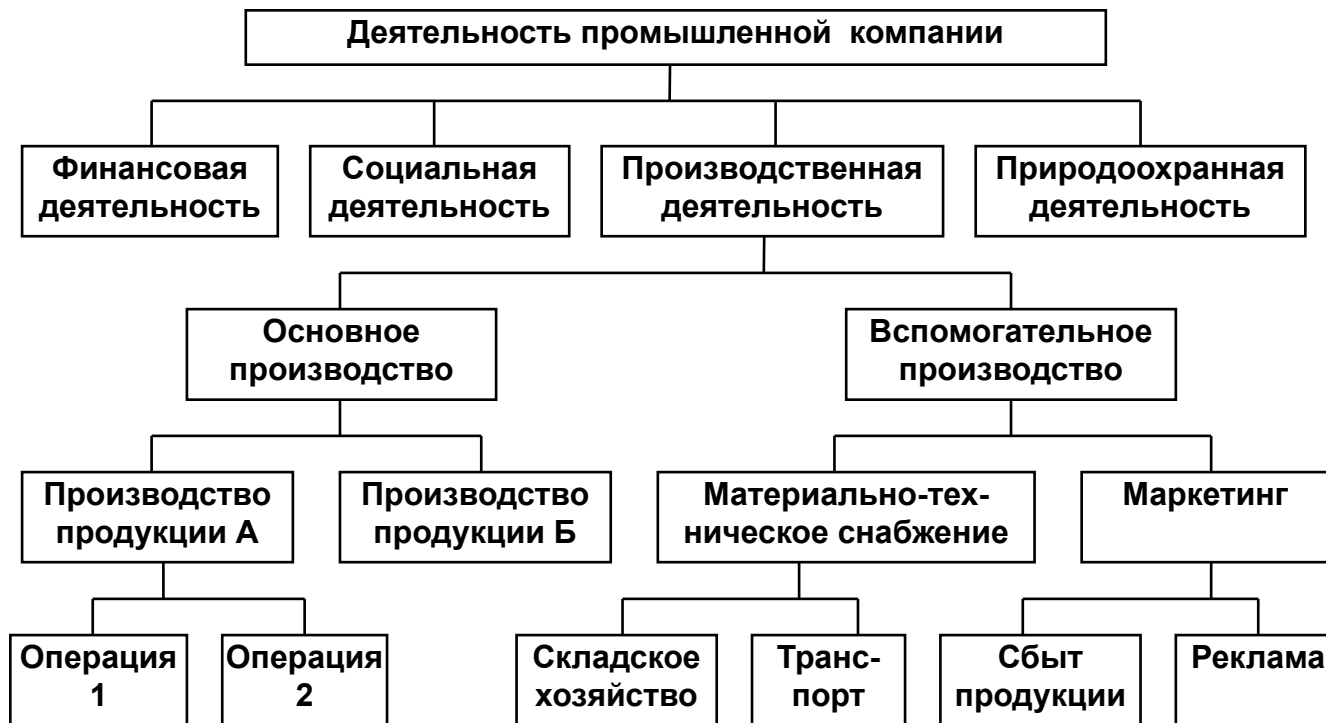 Деятельность промышленной компании
Финансовая
деятельность
Социальная
деятельность
Производственная
деятельность
Природоохранная
деятельность
Основное
производство
Вспомогательное
производство
Производство
продукции А
Производство
продукции Б
Материально-тех-
ническое снабжение
Маркетинг
Операция
1
Операция
2
Складское
хозяйство
Транс-
порт
Сбыт
продукции
Реклама